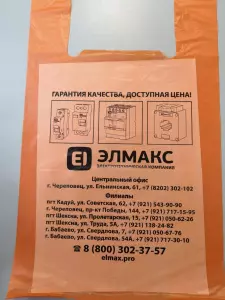 ГАРАНТИЯ КАЧЕСТВА, ДОСТУПНАЯ ЦЕНА!
ЭЛМАКС
ЭЛЕКТРОТЕХНИЧЕСКАЯ КОМПАНИЯ
Центральный офис
г. Череповец, ул. Ельнинская, 61, +7 (8202) 302-102
Филиалы
пгт Кадуй, ул. Советская, 62, +7 (921) 543-90-90
г. Череповец, пр-кт Победы, 144, +7 (921) 717-15-95
пгт Шексна, ул. Пролетарская, 15, +7 (921) 050-62-26
пгт Шексна, ул. Труда, 5А, +7 (921) 138-24-82
г. Бабаево, ул. Свердлова, 7, +7 (921) 050-67-76
г. Бабаево, ул. Свердлова, 54А, +7 (921) 717-30-10
8 (800) 302-37-57
elmax.pro